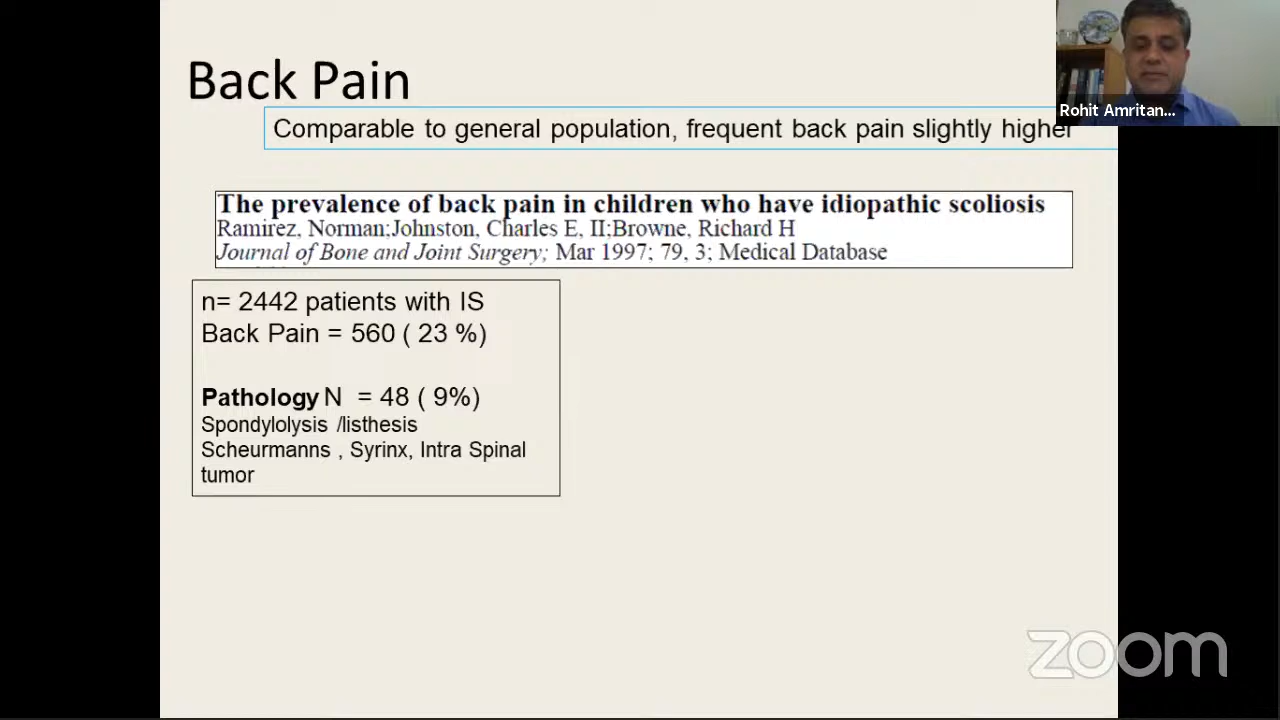 Back Pain
Comparable to general population, frequent back pain slightly higher
Rohit Amritan...
The prevalence of back pain in children who have idiopathic scoliosis
Ramirez, Norman;Johnston, Charles E, II;Browne, Richard H
Journal of Bone and Joint Surgery; Mar 1997; 79, 3; Medical Database
n= 2442 patients with IS
Back Pain = 560 ( 23 %)
Pathology N = 48 ( 9%)
Spondylolysis /listhesis
Scheurmanns , Syrinx, Intra Spinal
tumor
zoom